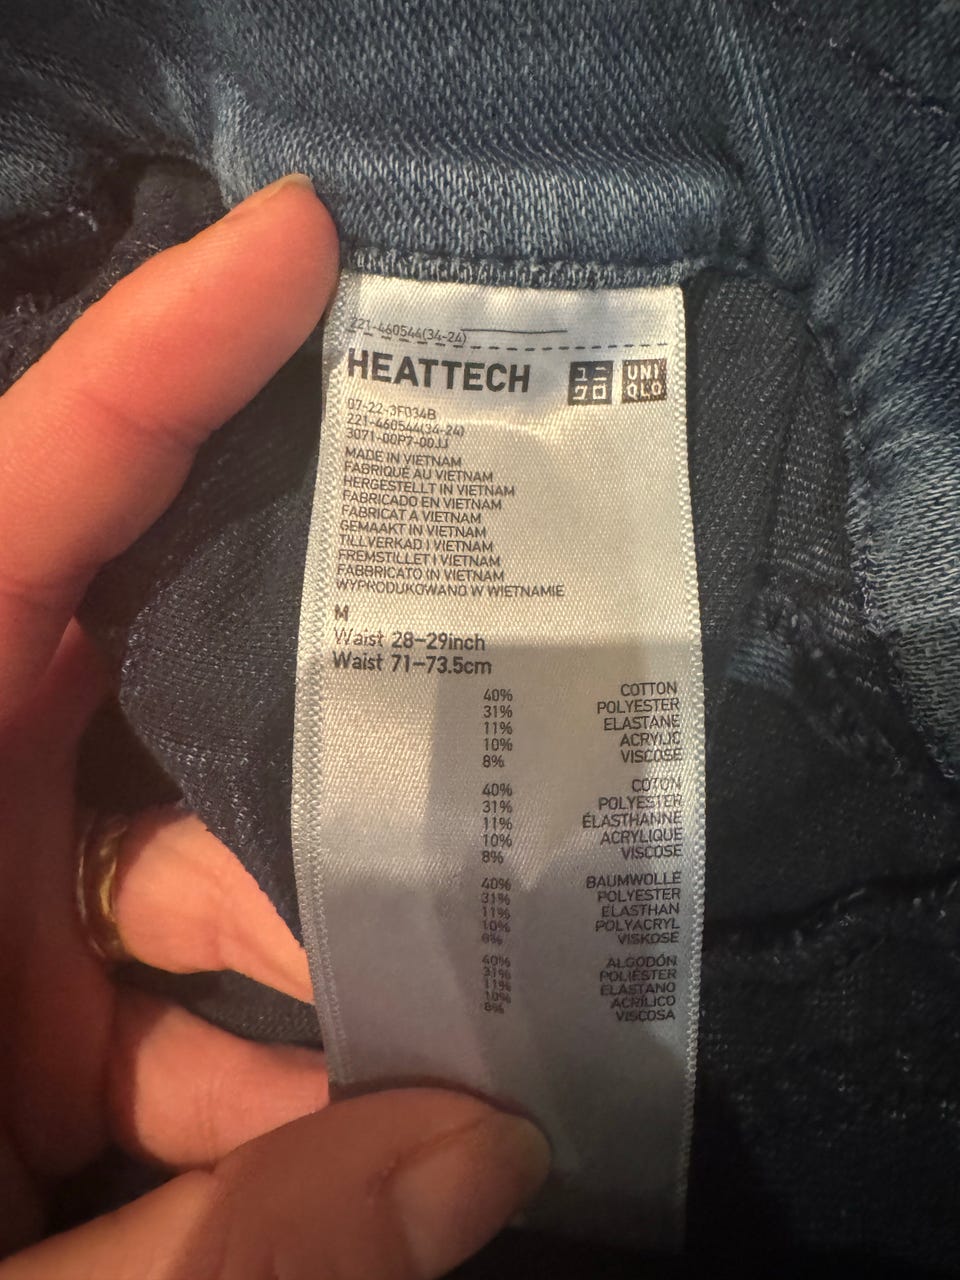 221-460544(34-24)
HEATTECH
ユニ
クロ
UNI
QLO
07-22-3F034B
221-460544(34-24)
3071-00P7-00JJ
MADE IN VIETNAM
FABRIQUÉ AU VIETNAM
HERGESTELLT IN VIETNAM
FABRICADO EN VIETNAM
FABRICAT A VIETNAM
GEMAAKT IN VIETNAM
TILLVERKAD I VIETNAM
FREMSTILLET I VIETNAM
FABBRICATO IN VIETNAM
WYPRODUKOWANO W WIETNAMIE
M
Waist 28–29inch
Waist 71–73.5cm
40% COTTON
31% POLYESTER
11% ELASTANE
10% ACRYLIC
8% VISCOSE
40% COTON
31% POLYESTER
11% ÉLASTHANNE
10% ACRYLIQUE
8% VISCOSE
40% BAUMWOLLE
31% POLYESTER
11% ELASTHAN
10% POLYACRYL
8% VISKOSE
40% ALGODÓN
31% POLIÉSTER
11% ELASTANO
10% ACRÍLICO
8% VISCOSA